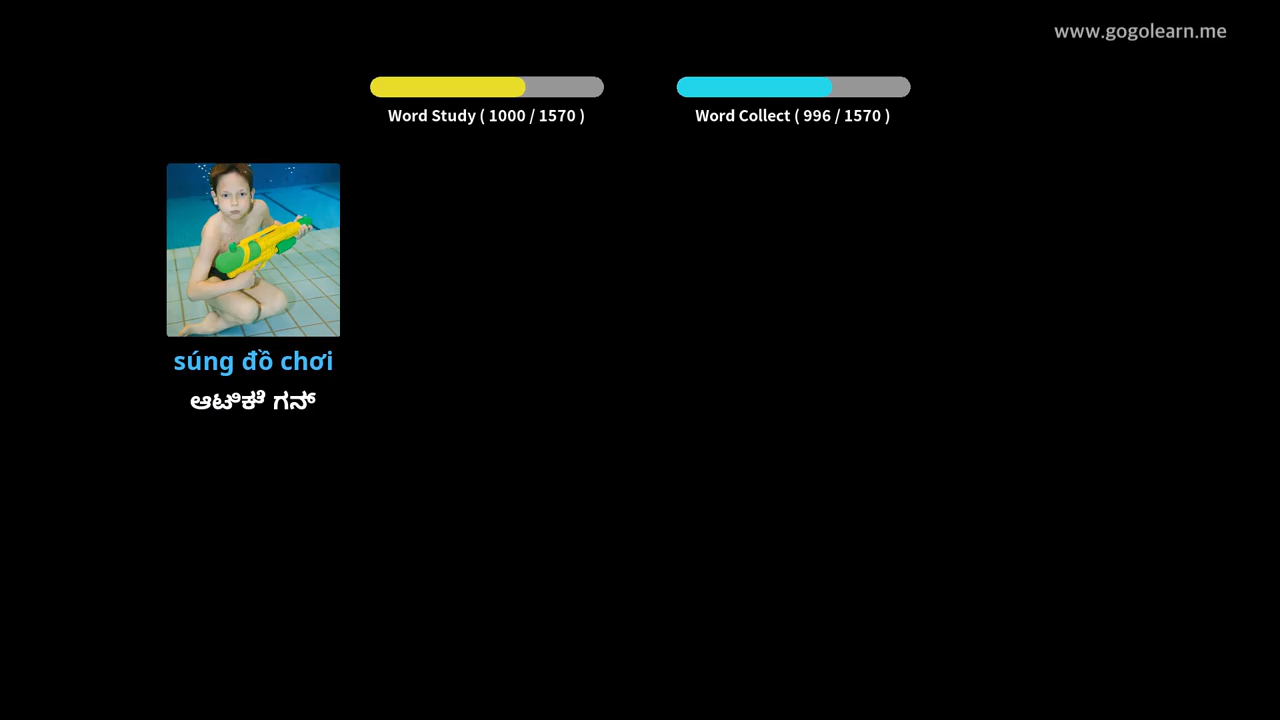 www.gogolearn.me
Word Study ( 1000 / 1570 )
Word Collect ( 996 / 1570 )
súng đồ chơi
ಆಟಿಕೆ ಗನ್